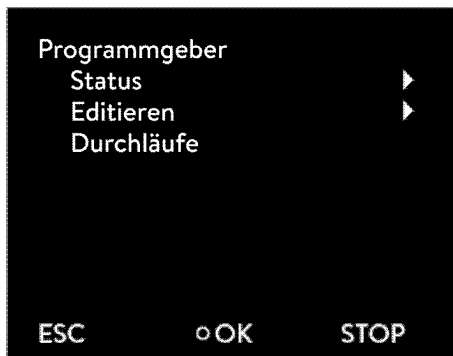 Programmgeber
Status
Editieren
Durchläufe
ESC OK STOP